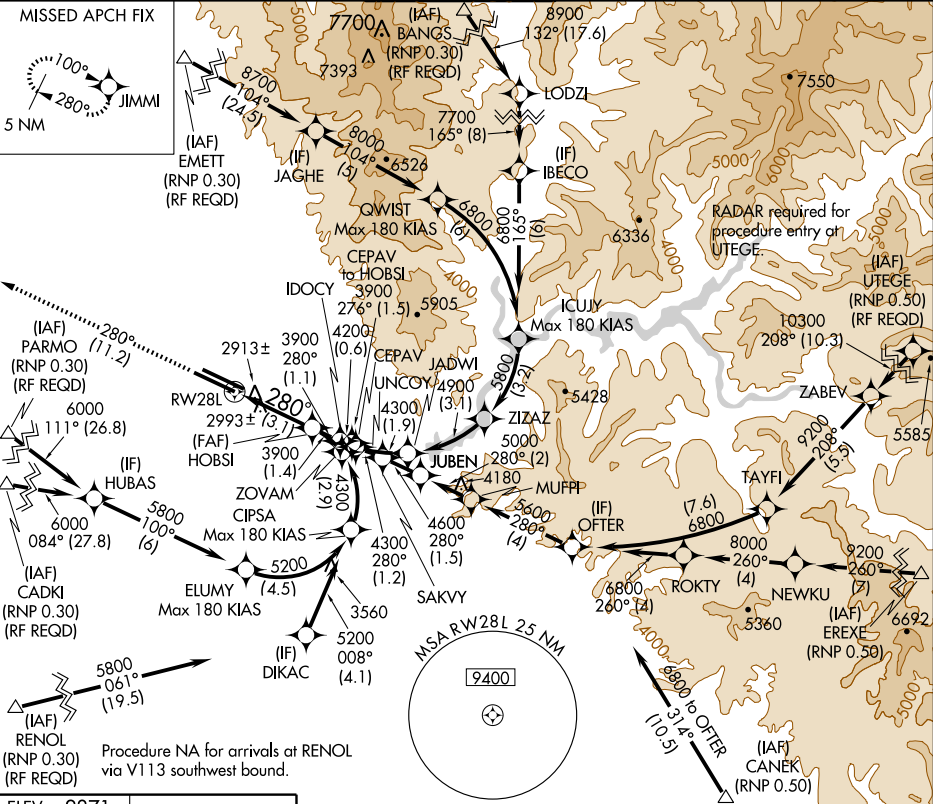 MISSED APCH FIX
100°
280°
JIMMI
5 NM
7700
7393
(IAF)
BANGS
(RNP 0.30)
(RF REQD)
8900
132° (17.6)
LODZI
7700
165° (8)
(IF)
IBECO
6800
165°
(6)
7550
5000
6000
8700
104°
(24.5)
(IAF)
EMETT
(RNP 0.30)
(RF REQD)
(IF)
JAGHE
8000
104°
(5)
6526
QWIST
Max 180 KIAS
6800
(6)
6336
4000
RADAR required for
procedure entry at
UTEGE.
5000
(IAF)
UTEGE
(RNP 0.50)
(RF REQD)
10300
208° (10.3)
ZABEV
5585
9200
208°
(5.5)
TAYFI
CEPAV
to HOBSI
3900
276° (1.5)
4000
5905
ICUJY
Max 180 KIAS
5800
(3.2)
ZIZAZ
5428
IDOCY
3900
280°
(1.1)
4200
(0.6)
CEPAV
UNCOY
4300
(1.9)
JADWI
4900
(3.1)
280°
(11.2)
2913±
RW28L
280°
2993±
(3.1)
(FAF)
HOBSI
3900
(1.4)
ZOVAM
4300
(2.9)
CIPSA
Max 180 KIAS
JUBEN
5000
280° (2)
4180
MUFPI
5600
280°
(4)
(IF)
OFTER
(7.6)
6800
4300
280°
(1.2)
4600
280°
(1.5)
SAKVY
(IAF)
PARMO
(RNP 0.30)
(RF REQD)
6000
111° (26.8)
(IF)
HUBAS
6000
084° (27.8)
(IAF)
CADKI
(RNP 0.30)
(RF REQD)
5800
100°
(6)
5200
(4.5)
ELUMY
Max 180 KIAS
3560
5200
008°
(4.1)
(IF)
DIKAC
6800
260° (4)
ROKTY
8000
260°
(4)
NEWKU
9200
260°
(7)
(IAF)
EREXE
(RNP 0.50)
5360
6692
4000
5000
5800
061°
(19.5)
(IAF)
RENOL
(RNP 0.30)
(RF REQD)
Procedure NA for arrivals at RENOL
via V113 southwest bound.
MSA RW28L 25 NM
9400
6800 to OFTER
314°
(10.5)
(IAF)
CANEK
(RNP 0.50)